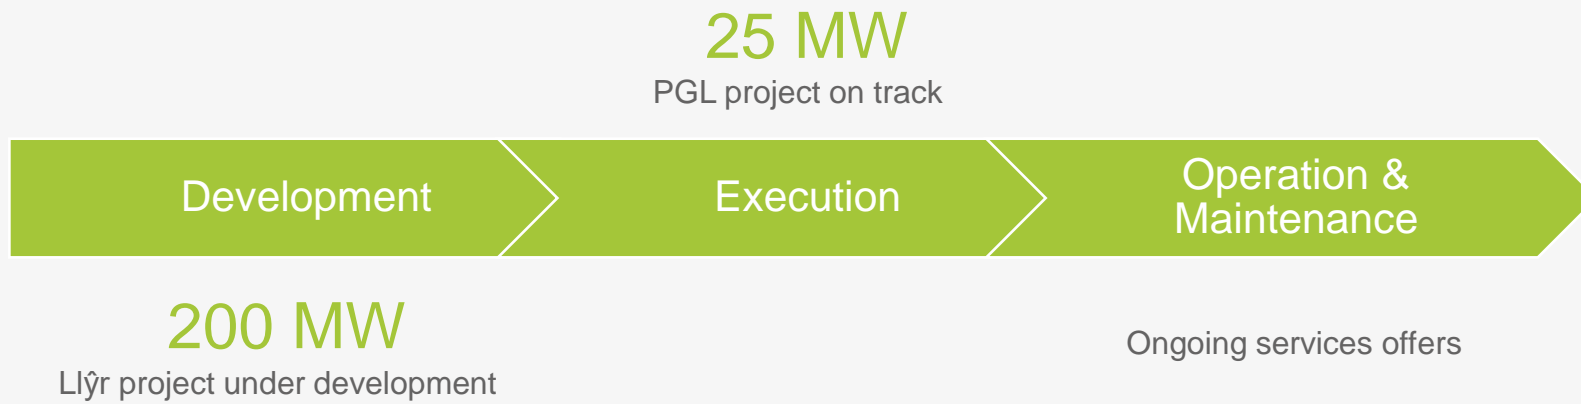 25 MW
PGL project on track
Development
Execution
Operation &
Maintenance
200 MW
Llŷr project under development
Ongoing services offers